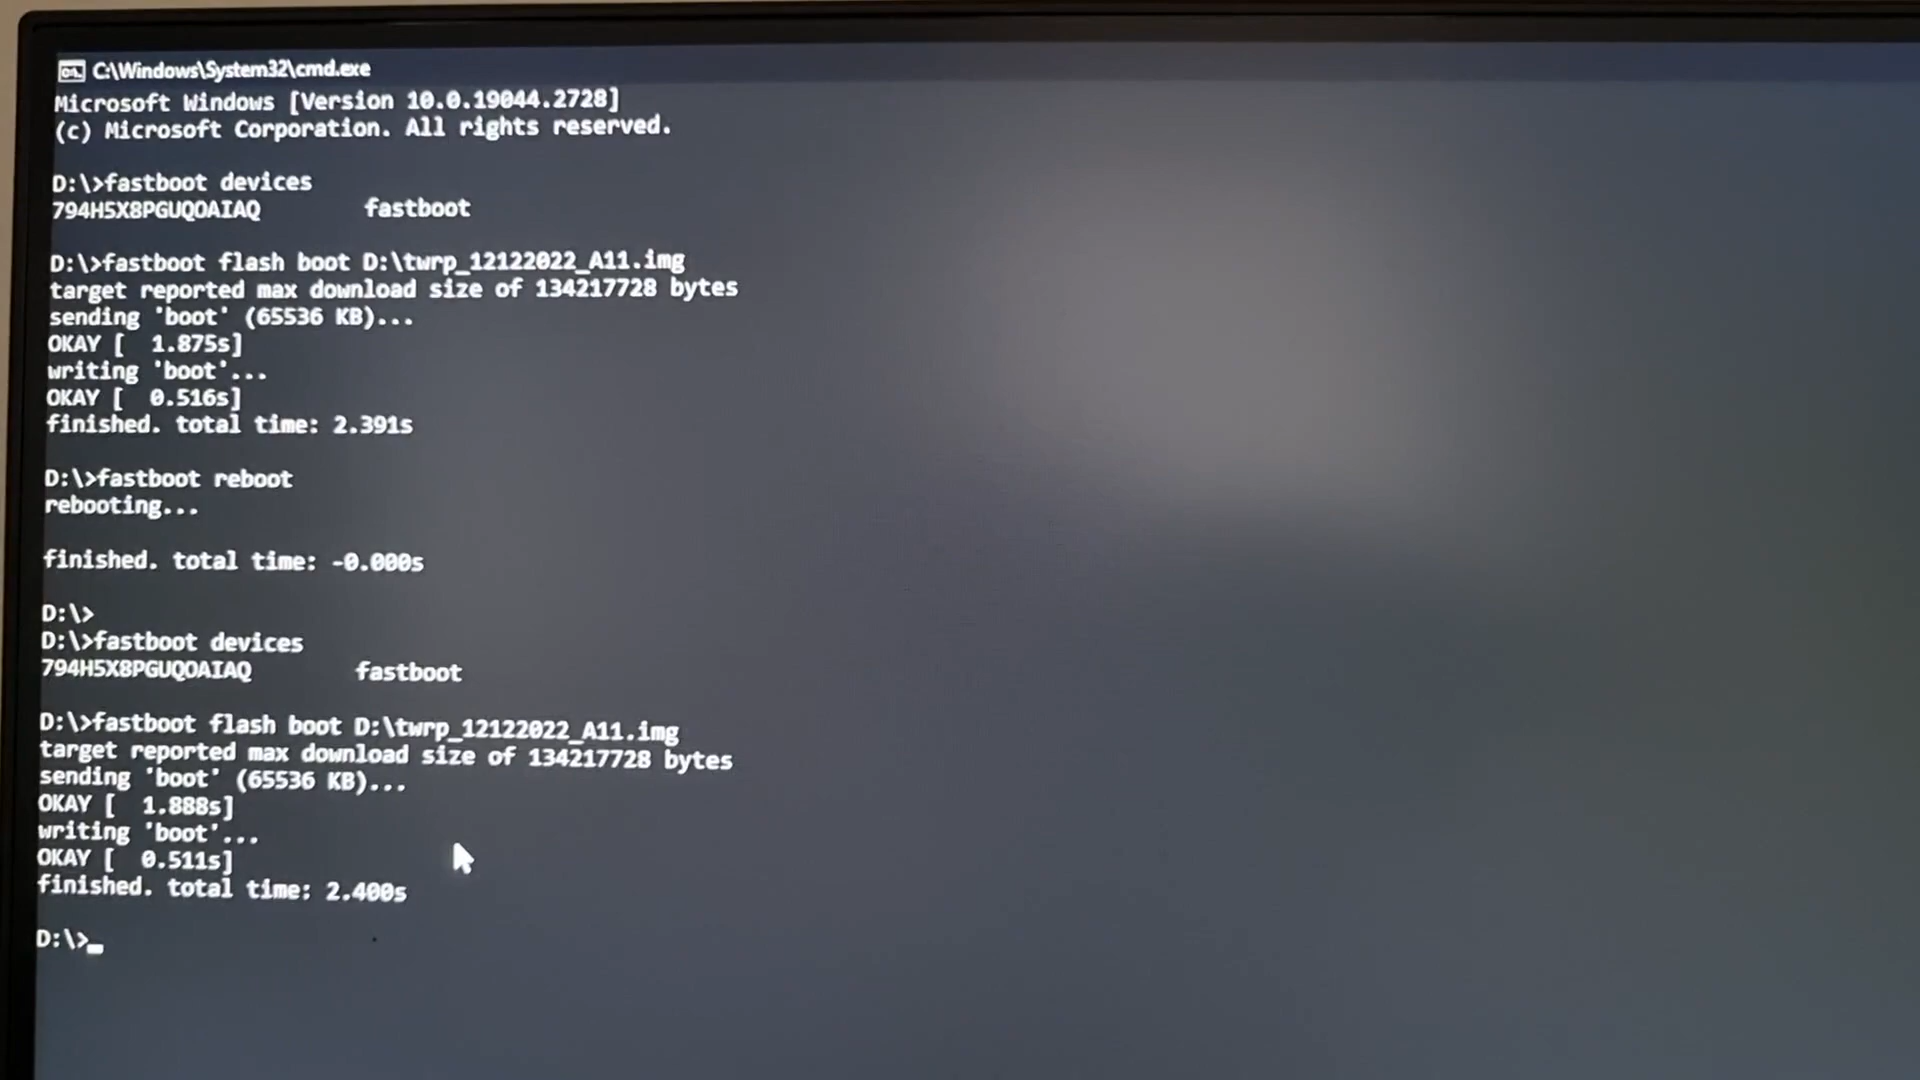 C:\Windows\System32\cmd.exe
Microsoft Windows [Version 10.0.19044.2728]
(c) Microsoft Corporation. All rights reserved.
D:\>fastboot devices
794H5X8PGUQOAIAQ fastboot
D:\>fastboot flash boot D:\twrp_12122022_A11.img
target reported max download size of 134217728 bytes
sending 'boot' (65536 KB)...
OKAY [  1.875s]
writing 'boot'...
OKAY [  0.516s]
finished. total time: 2.391s
D:\>fastboot reboot
rebooting...
finished. total time: -0.000s
D:\>
D:\>fastboot devices
794H5X8PGUQOAIAQ fastboot
D:\>fastboot flash boot D:\twrp_12122022_A11.img
target reported max download size of 134217728 bytes
sending 'boot' (65536 KB)...
OKAY [  1.888s]
writing 'boot'...
OKAY [  0.511s]
finished. total time: 2.400s
D:\>_